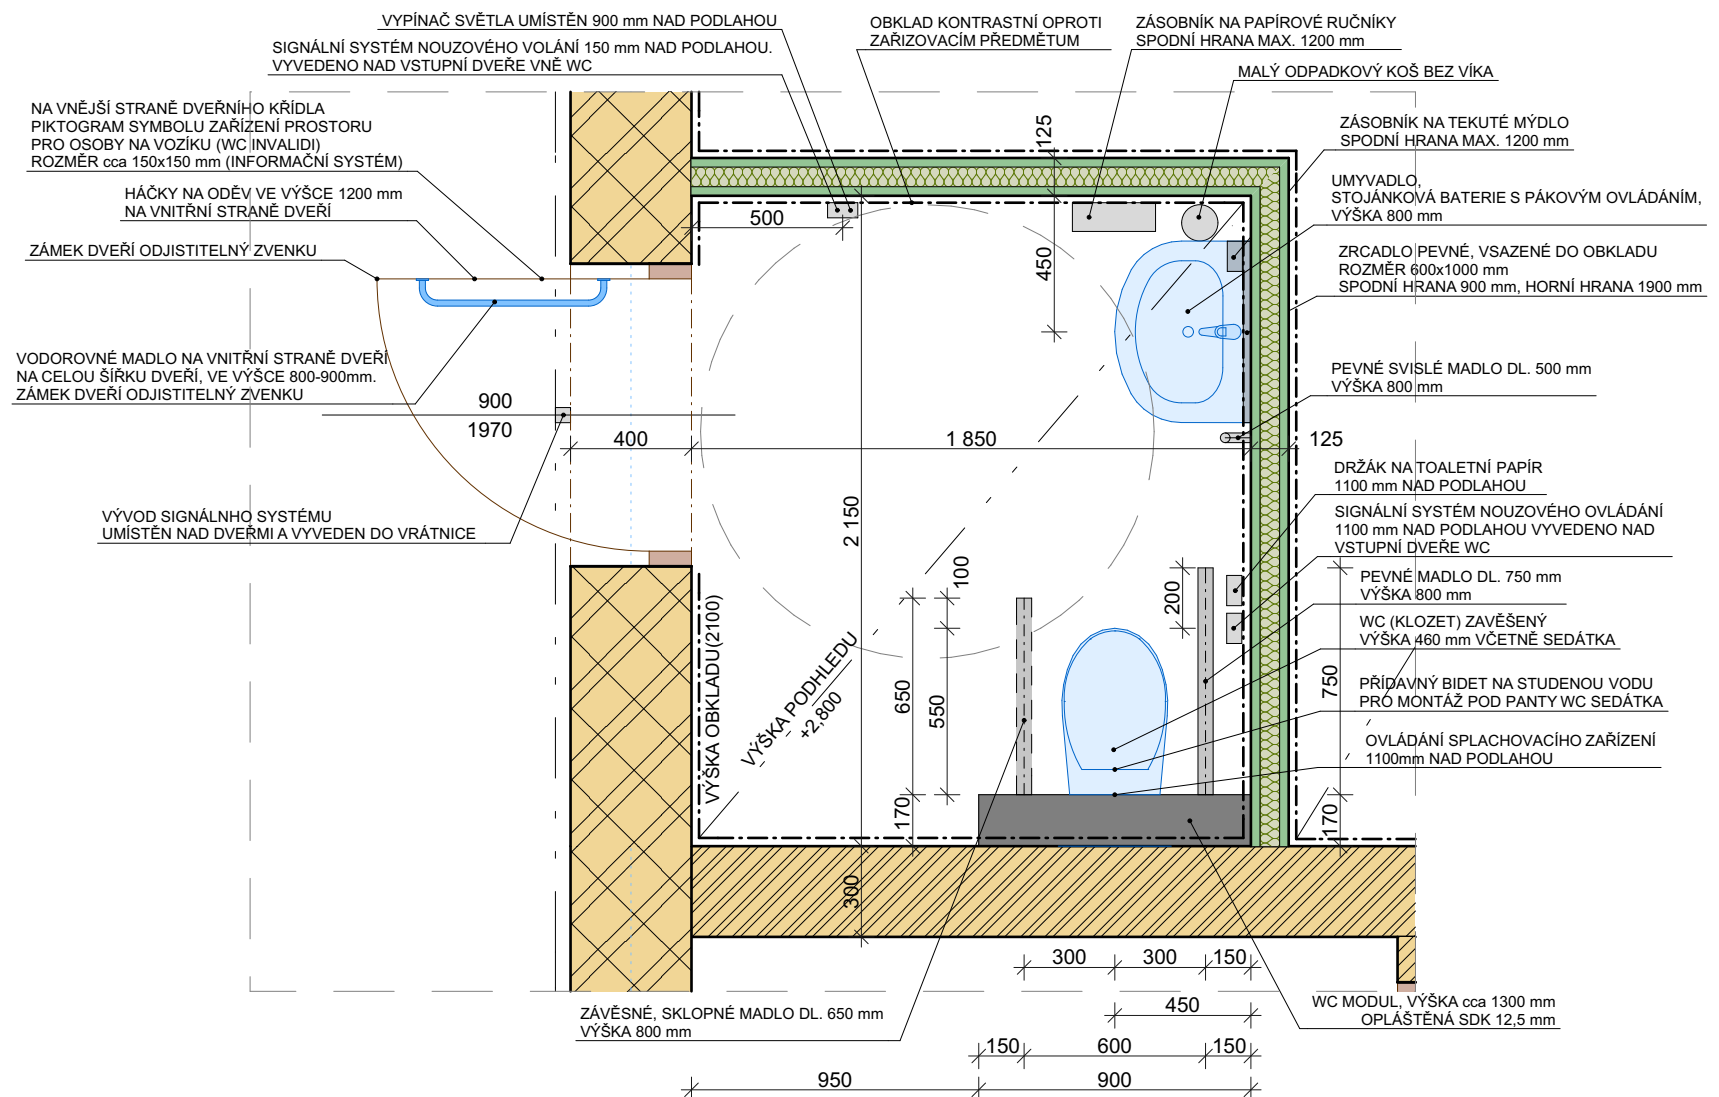 VYPÍNAČ SVĚTLA UMÍSTĚN 900 mm NAD PODLAHOU
SIGNÁLNÍ SYSTÉM NOUZOVÉHO VOLÁNÍ 150 mm NAD PODLAHOU.
VYVEDENO NAD VSTUPNÍ DVEŘE VNĚ WC
OBKLAD KONTRASTNÍ OPROTI
ZAŘIZOVACÍM PŘEDMĚTUM
ZÁSOBNÍK NA PAPÍROVÉ RUČNÍKY
SPODNÍ HRANA MAX. 1200 mm
MALÝ ODPADKOVÝ KOŠ BEZ VÍKA
NA VNĚJŠÍ STRANĚ DVEŘNÍHO KŘÍDLA
PIKTOGRAM SYMBOLU ZAŘÍZENÍ PROSTORU
PRO OSOBY NA VOZÍKU (WC INVALIDI)
ROZMĚR cca 150x150 mm (INFORMAČNÍ SYSTÉM)
HÁČKY NA ODĚV VE VÝŠCE 1200 mm
NA VNITŘNÍ STRANĚ DVEŘÍ
ZÁMEK DVEŘÍ ODJISTITELNÝ ZVENKU
VODOROVNÉ MADLO NA VNITŘNÍ STRANĚ DVEŘÍ
NA CELOU ŠÍŘKU DVEŘÍ, VE VÝŠCE 800-900mm.
ZÁMEK DVEŘÍ ODJISTITELNÝ ZVENKU
VÝVOD SIGNÁLNHO SYSTÉMU
UMÍSTĚN NAD DVEŘMI A VYVEDEN DO VRÁTNICE
ZÁSOBNÍK NA TEKUTÉ MÝDLO
SPODNÍ HRANA MAX. 1200 mm
UMYVADLO,
STOJÁNKOVÁ BATERIE S PÁKOVÝM OVLÁDÁNÍM,
VÝŠKA 800 mm
ZRCADLO PEVNÉ, VSAZENÉ DO OBKLADU
ROZMĚR 600x1000 mm
SPODNÍ HRANA 900 mm, HORNÍ HRANA 1900 mm
PEVNÉ SVISLÉ MADLO DL. 500 mm
VÝŠKA 800 mm
DRŽÁK NA TOALETNÍ PAPÍR
1100 mm NAD PODLAHOU
SIGNÁLNÍ SYSTÉM NOUZOVÉHO OVLÁDÁNÍ
1100 mm NAD PODLAHOU VYVEDENO NAD
VSTUPNÍ DVEŘE WC
PEVNÉ MADLO DL. 750 mm
VÝŠKA 800 mm
WC (KLOZET) ZAVĚŠENÝ
VÝŠKA 460 mm VČETNĚ SEDÁTKA
PŘÍDAVNÝ BIDET NA STUDENOU VODU
PRO MONTÁŽ POD PANTY WC SEDÁTKA
OVLÁDÁNÍ SPLACHOVACÍHO ZAŘÍZENÍ
1100mm NAD PODLAHOU
WC MODUL, VÝŠKA cca 1300 mm
OPLÁŠTĚNÁ SDK 12,5 mm
ZÁVĚSNÉ, SKLOPNÉ MADLO DL. 650 mm
VÝŠKA 800 mm
VÝŠKA OBKLADU(2100)
VÝŠKA PODHLEDU
+2,800
125
500
450
900
1970
400
1 850
125
2 150
100
200
650
550
750
170
170
300
300
300
150
450
150
600
150
950
900